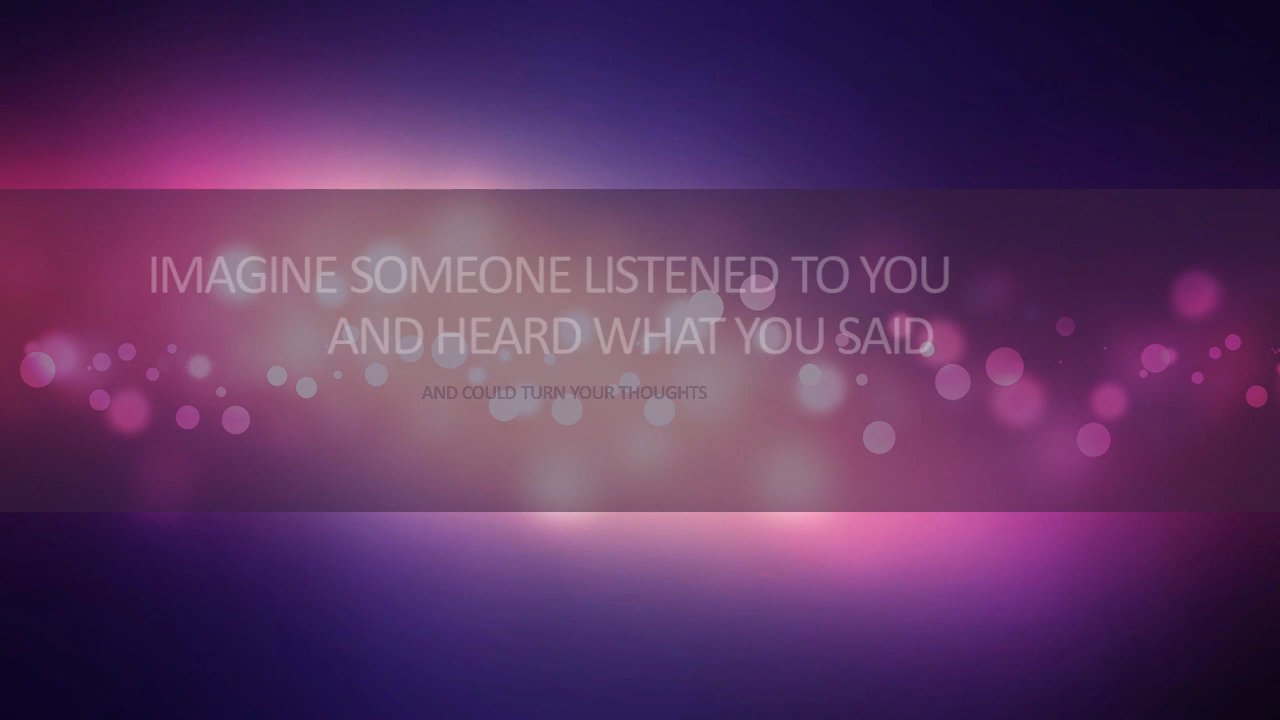 IMAGINE SOMEONE LISTENED TO YOU
AND HEARD WHAT YOU SAID
AND COULD TURN YOUR THOUGHTS